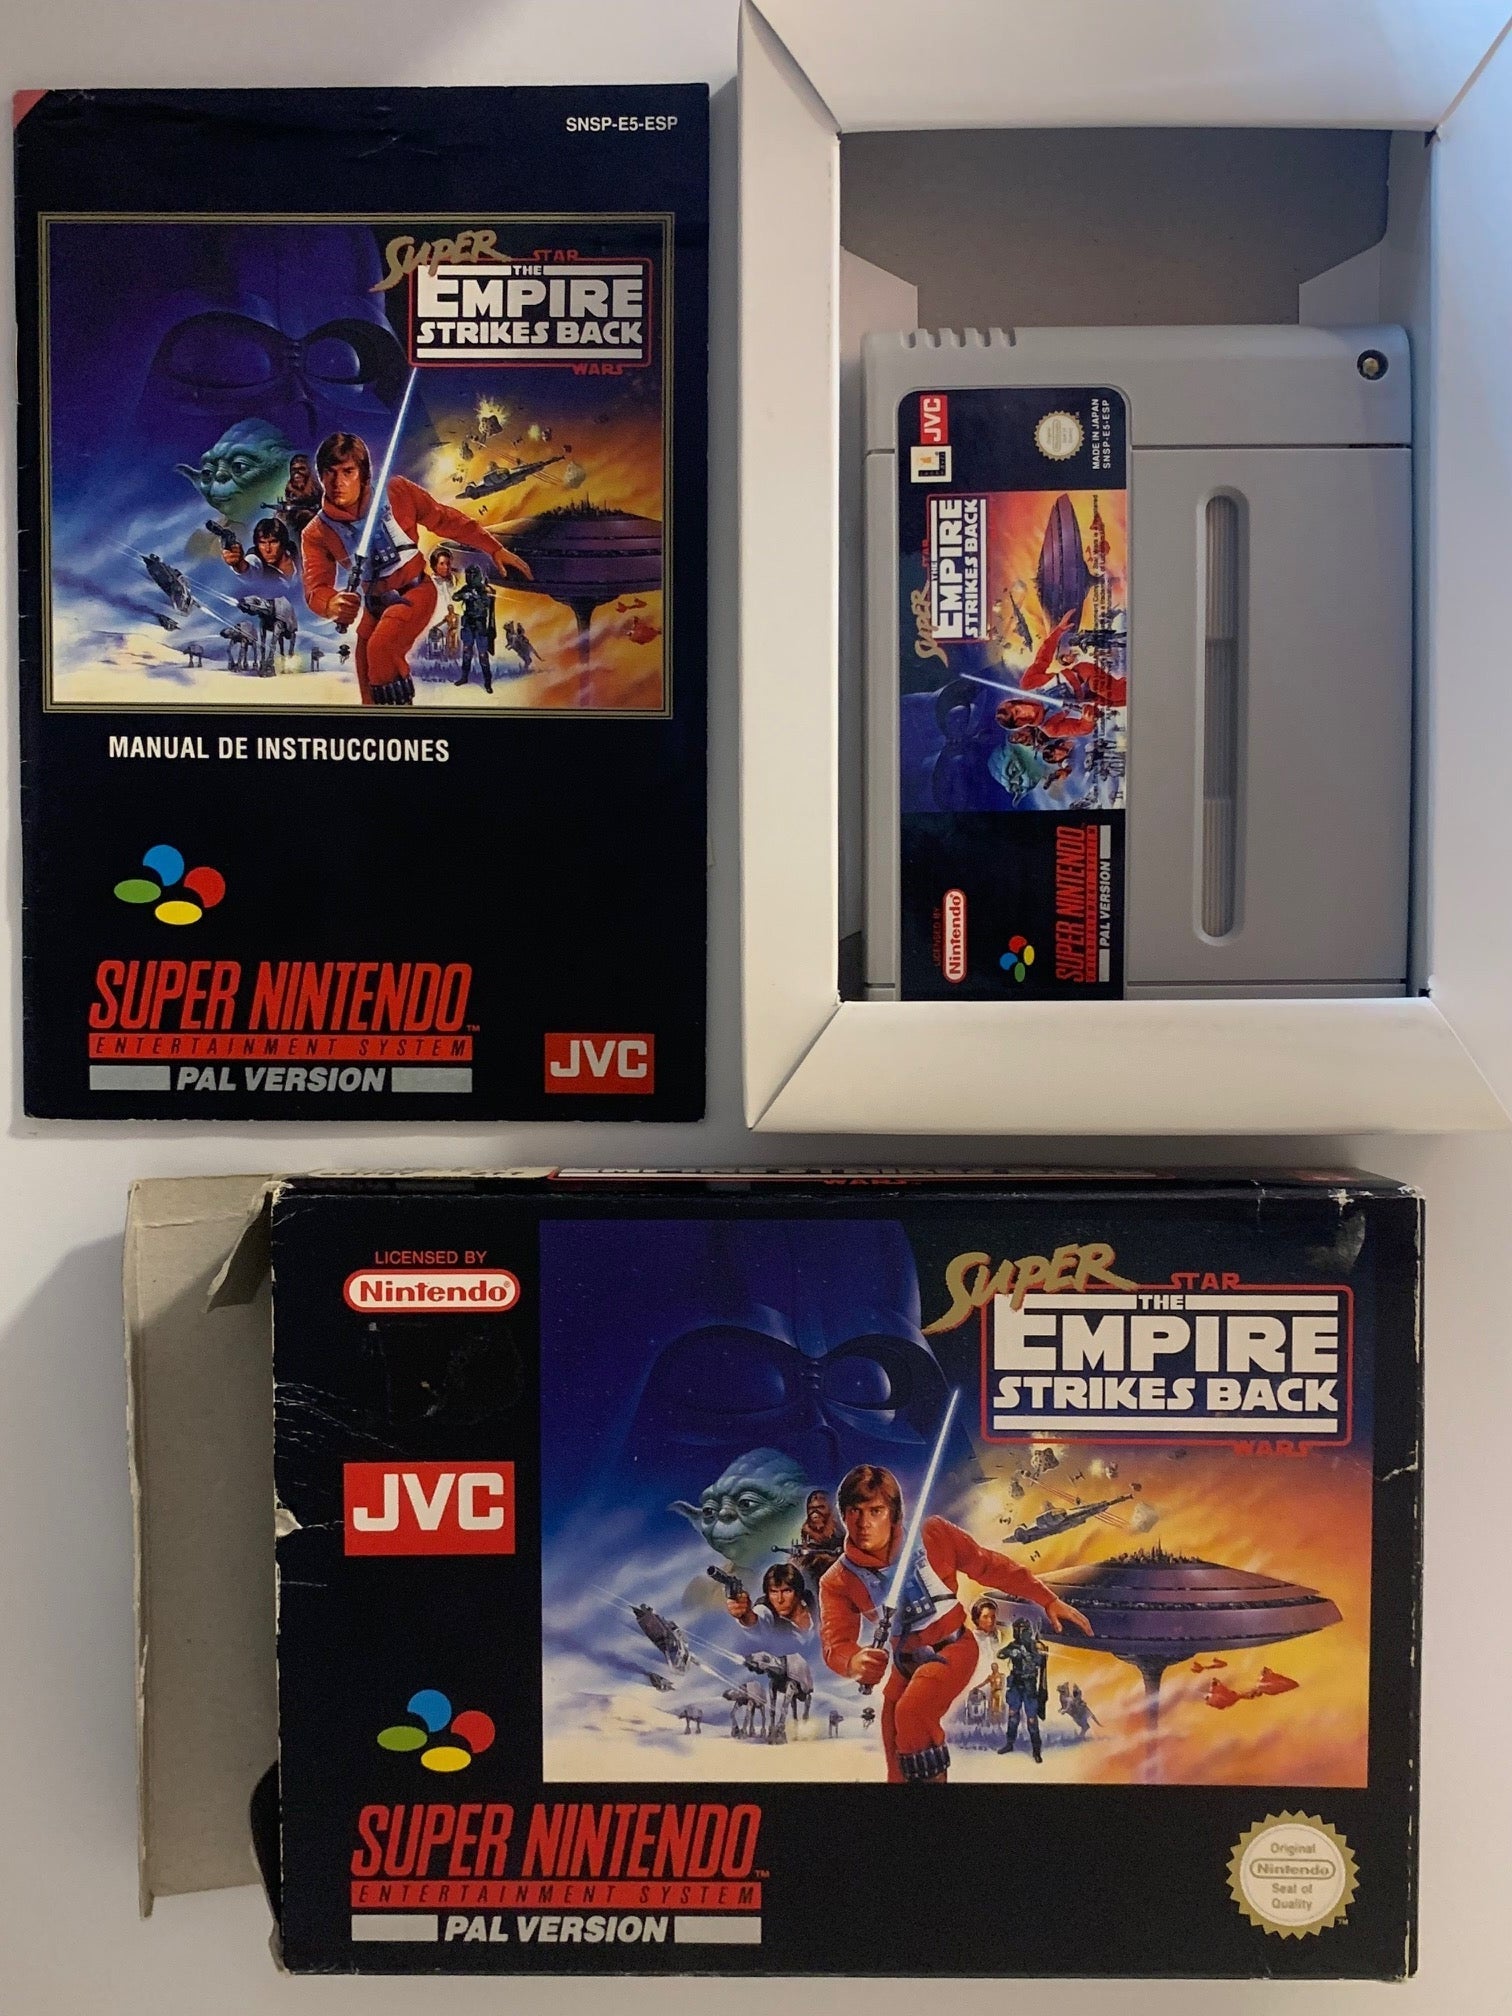 SNSP-E5-ESP
SUPER
STAR
THE
EMPIRE
STRIKES BACK
WARS
MANUAL DE INSTRUCCIONES
SUPER NINTENDO
ENTERTAINMENT SYSTEM
PAL VERSION
JVC
JVC
MADE IN JAPAN
SNSP-E5-ESP
SUPER
STAR
THE
EMPIRE
STRIKES BACK
LICENSED BY
Nintendo
SUPER NINTENDO
PAL VERSION
WARS
LICENSED BY
Nintendo
JVC
SUPER
STAR
THE
EMPIRE
STRIKES BACK
WARS
SUPER NINTENDO
ENTERTAINMENT SYSTEM
PAL VERSION
Original
Nintendo
Seal of
Quality